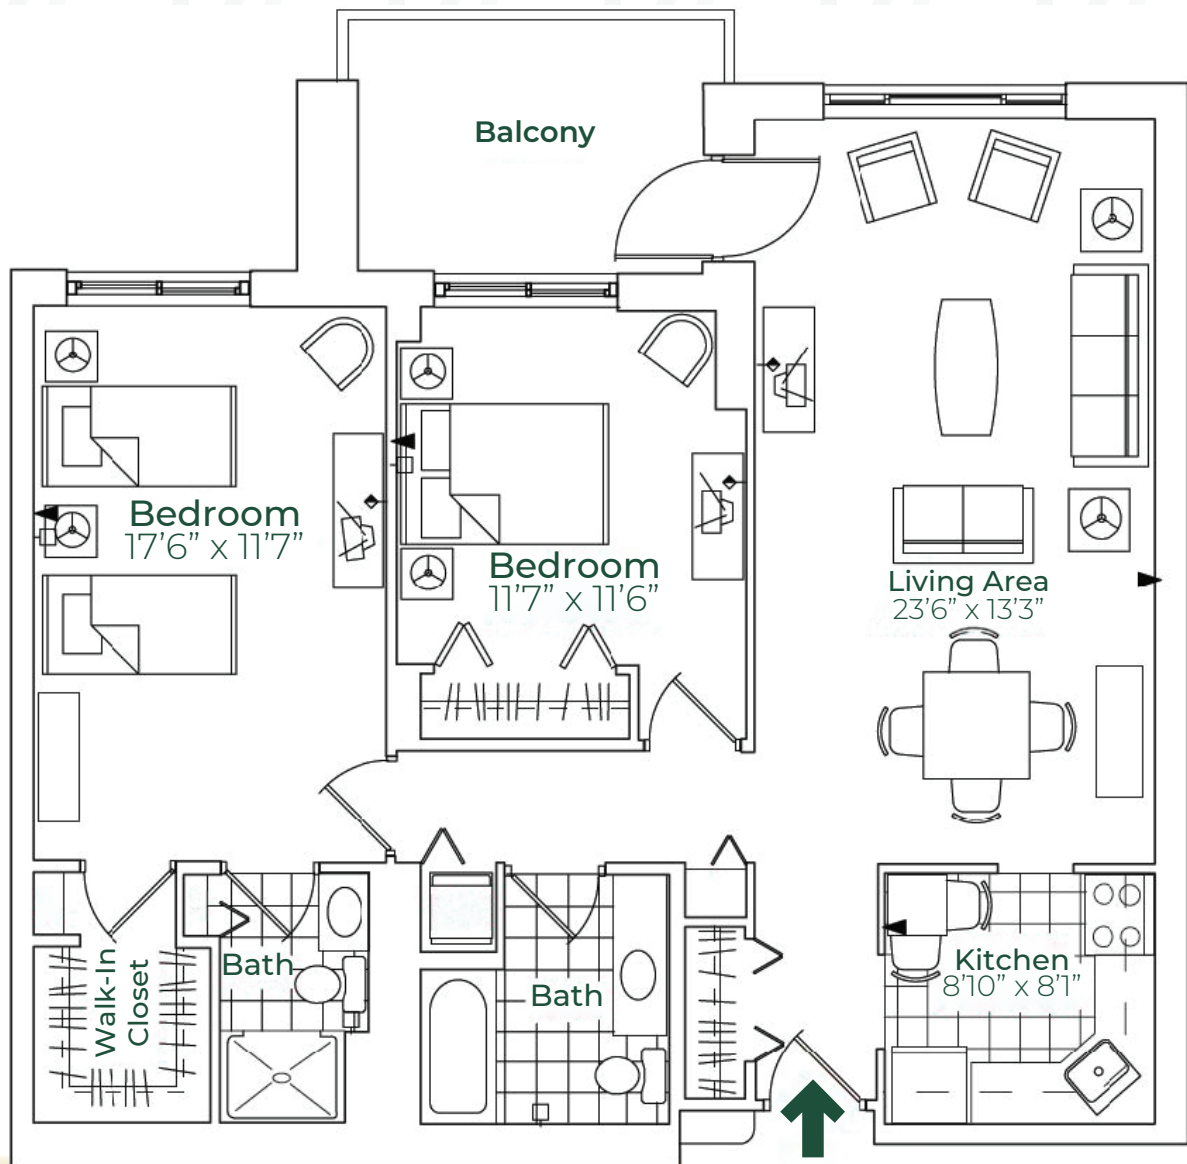 Balcony
Bedroom
17’6” x 11’7”
Bedroom
11’7” x 11’6”
Living Area
23’6” x 13’3”
Walk-In
Closet
Bath
Bath
Kitchen
8’10” x 8’1”